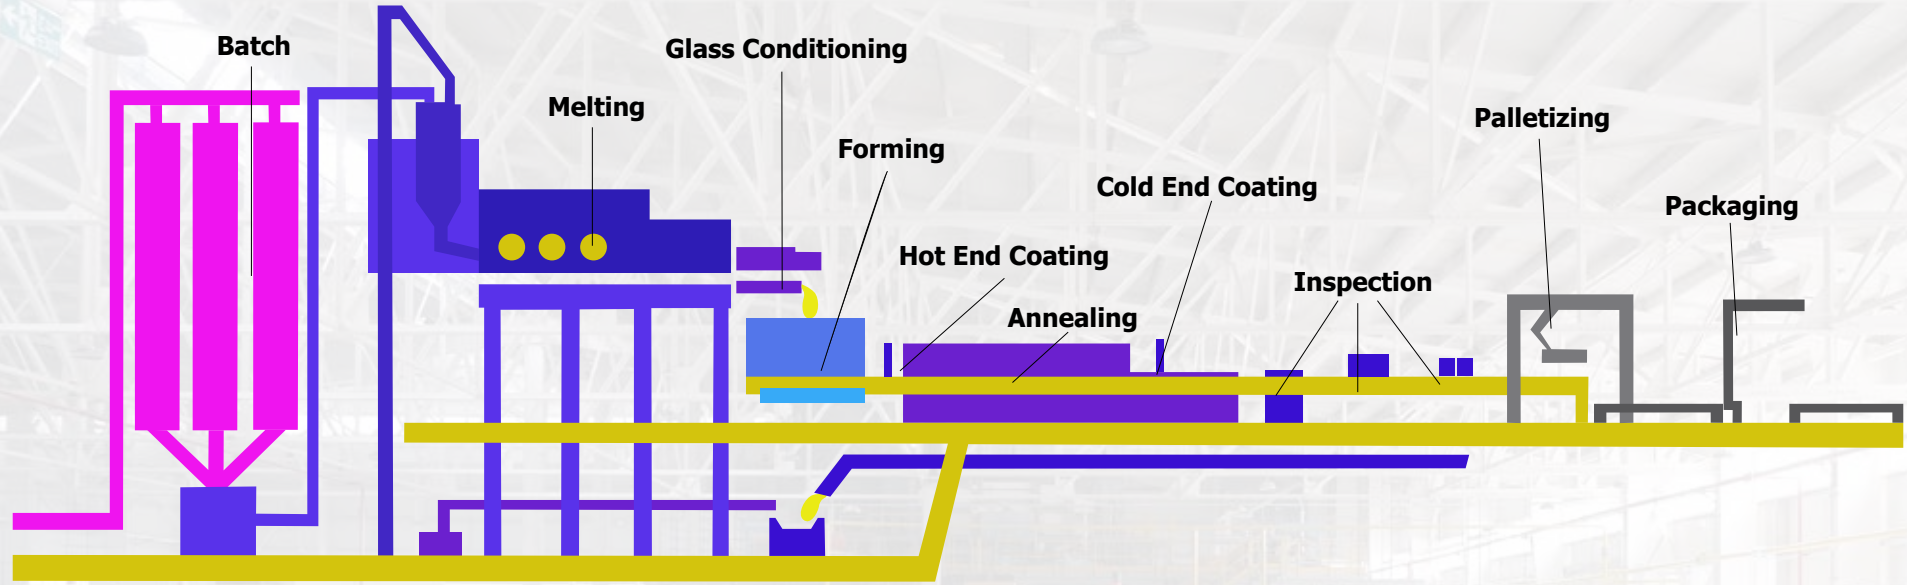 Batch
Melting
Glass Conditioning
Forming
Hot End Coating
Annealing
Cold End Coating
Inspection
Palletizing
Packaging